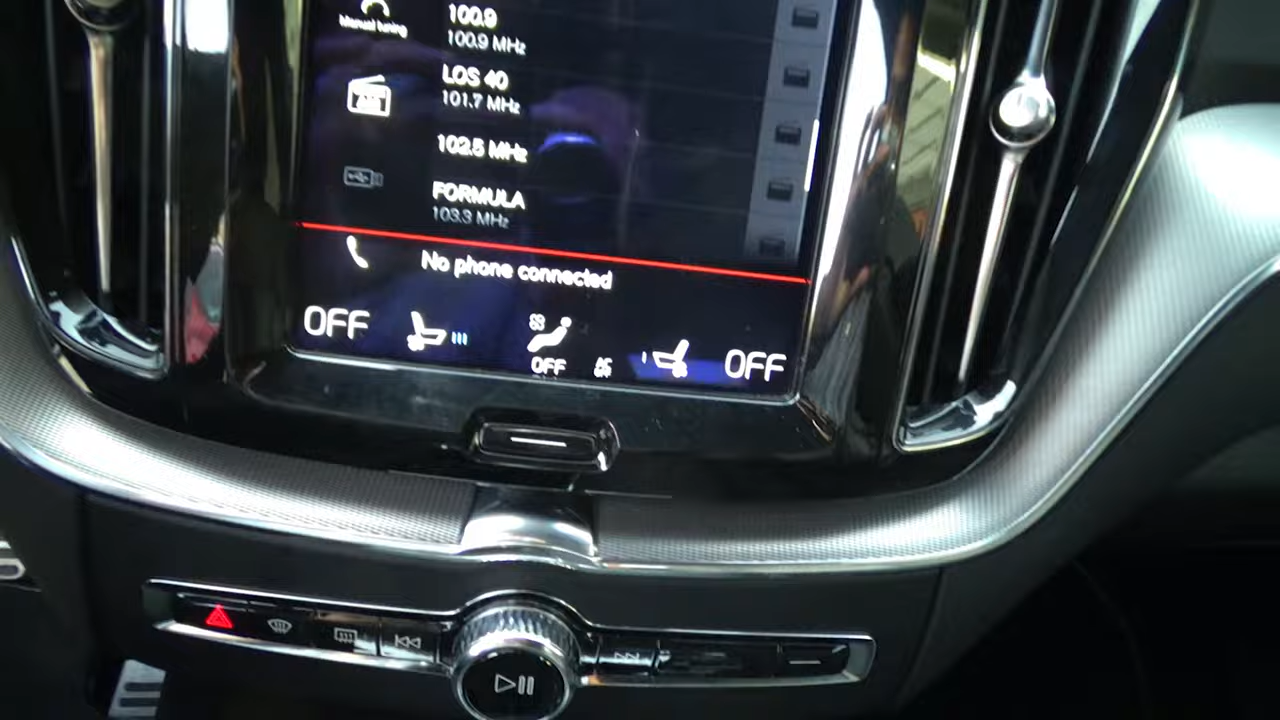 Manual tuning
100.9
100.9 MHz
LOS 40
101.7 MHz
102.5 MHz
FORMULA
103.3 MHz
No phone connected
OFF
OFF
OFF